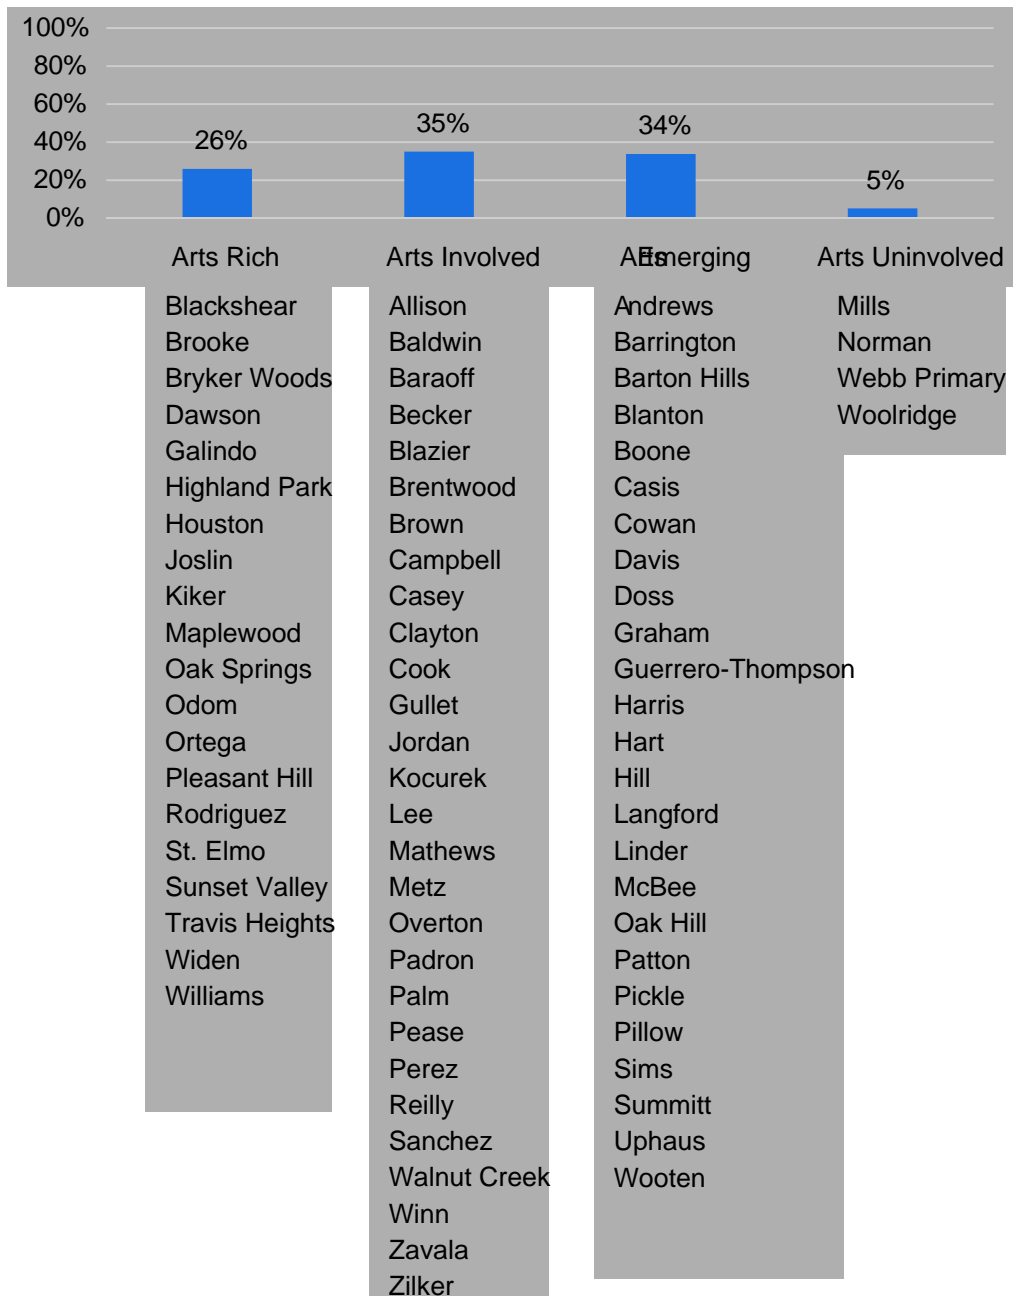 100%
80%
60%
40%
20%
0%
26%
35%
34%
5%
Arts Rich
Arts Involved
Arts Emerging
Arts Uninvolved
Blackshear
Brooke
Bryker Woods
Dawson
Galindo
Highland Park
Houston
Joslin
Kiker
Maplewood
Oak Springs
Odom
Ortega
Pleasant Hill
Rodriguez
St. Elmo
Sunset Valley
Travis Heights
Widen
Williams
Allison
Baldwin
Baraoff
Becker
Blazier
Brentwood
Brown
Campbell
Casey
Clayton
Cook
Gullet
Jordan
Kocurek
Lee
Mathews
Metz
Overton
Padron
Palm
Pease
Perez
Reilly
Sanchez
Walnut Creek
Winn
Zavala
Zilker
Andrews
Barrington
Barton Hills
Blanton
Boone
Casis
Cowan
Davis
Doss
Graham
Guerrero-Thompson
Harris
Hart
Hill
Langford
Linder
McBee
Oak Hill
Patton
Pickle
Pillow
Sims
Summitt
Uphaus
Wooten
Mills
Norman
Webb Primary
Woolridge